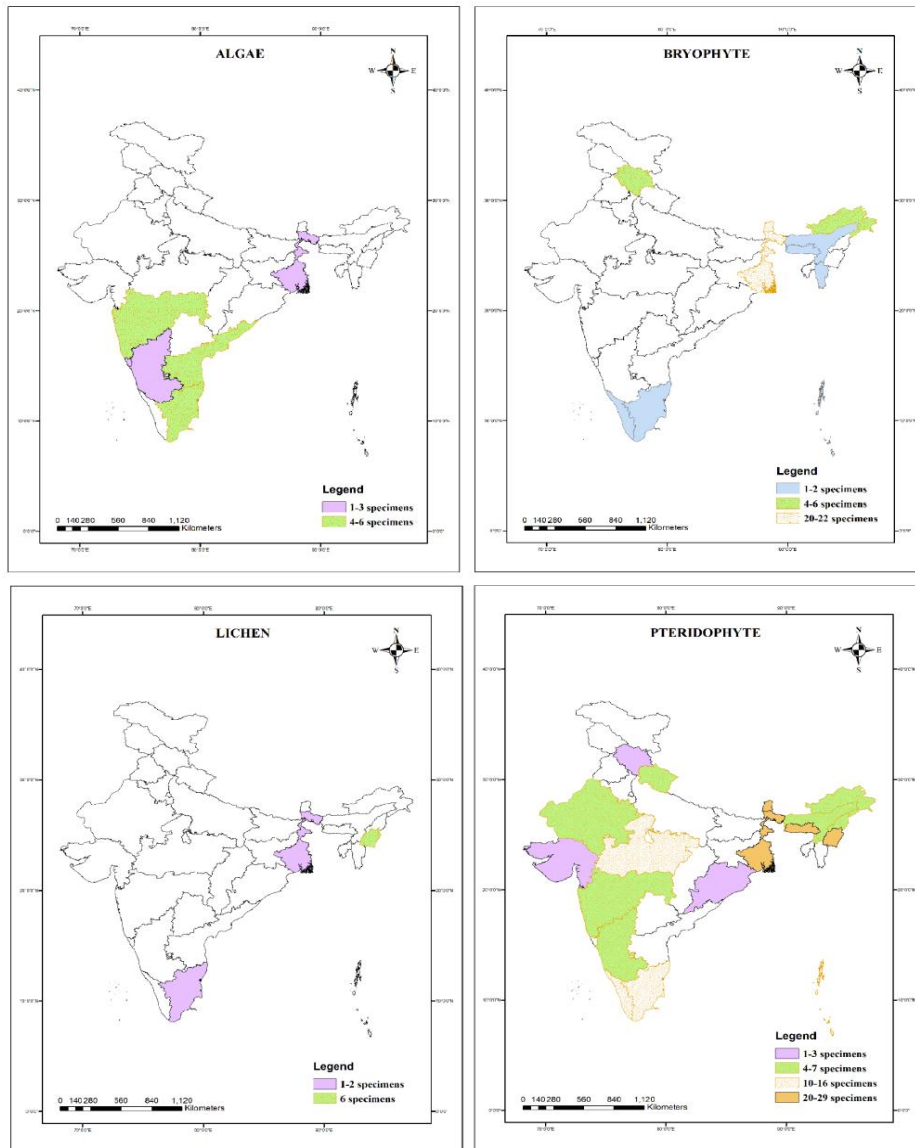 ALGAE
N
W E
S
Legend
1-3 specimens
4-6 specimens
0 140 280 560 840 1,120
Kilometers
BRYOPHYTE
N
W E
S
Legend
1-2 specimens
4-6 specimens
20-22 specimens
0 140 280 560 840 1,120
Kilometers
LICHEN
N
W E
S
Legend
1-2 specimens
6 specimens
0 140 280 560 840 1,120
Kilometers
PTERIDOPHYTE
N
W E
S
Legend
1-3 specimens
4-7 specimens
10-16 specimens
20-29 specimens
0 140 280 560 840 1,120
Kilometers